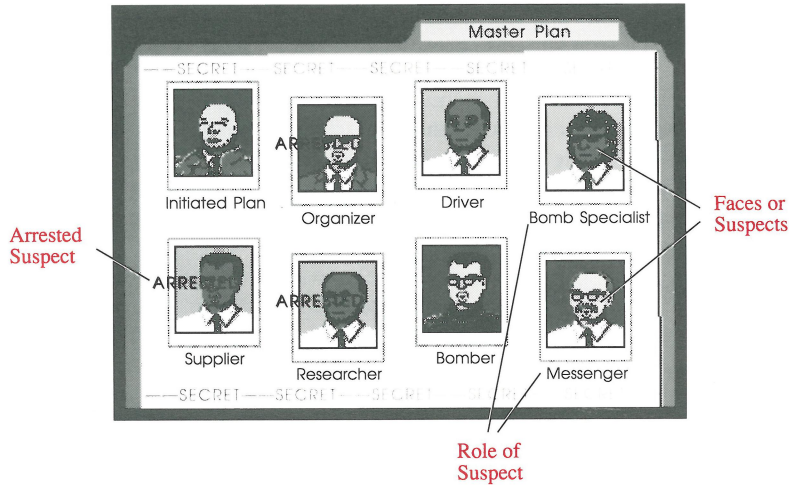 Master Plan
SECRET SECRET SECRET SECRET
ARRESTED
Initiated Plan
Organizer
Driver
Bomb Specialist
Faces or
Suspects
Arrested
Suspect
ARRESTED
ARRESTED
Supplier
Researcher
Bomber
Messenger
SECRET SECRET SECRET SECRET
Role of
Suspect